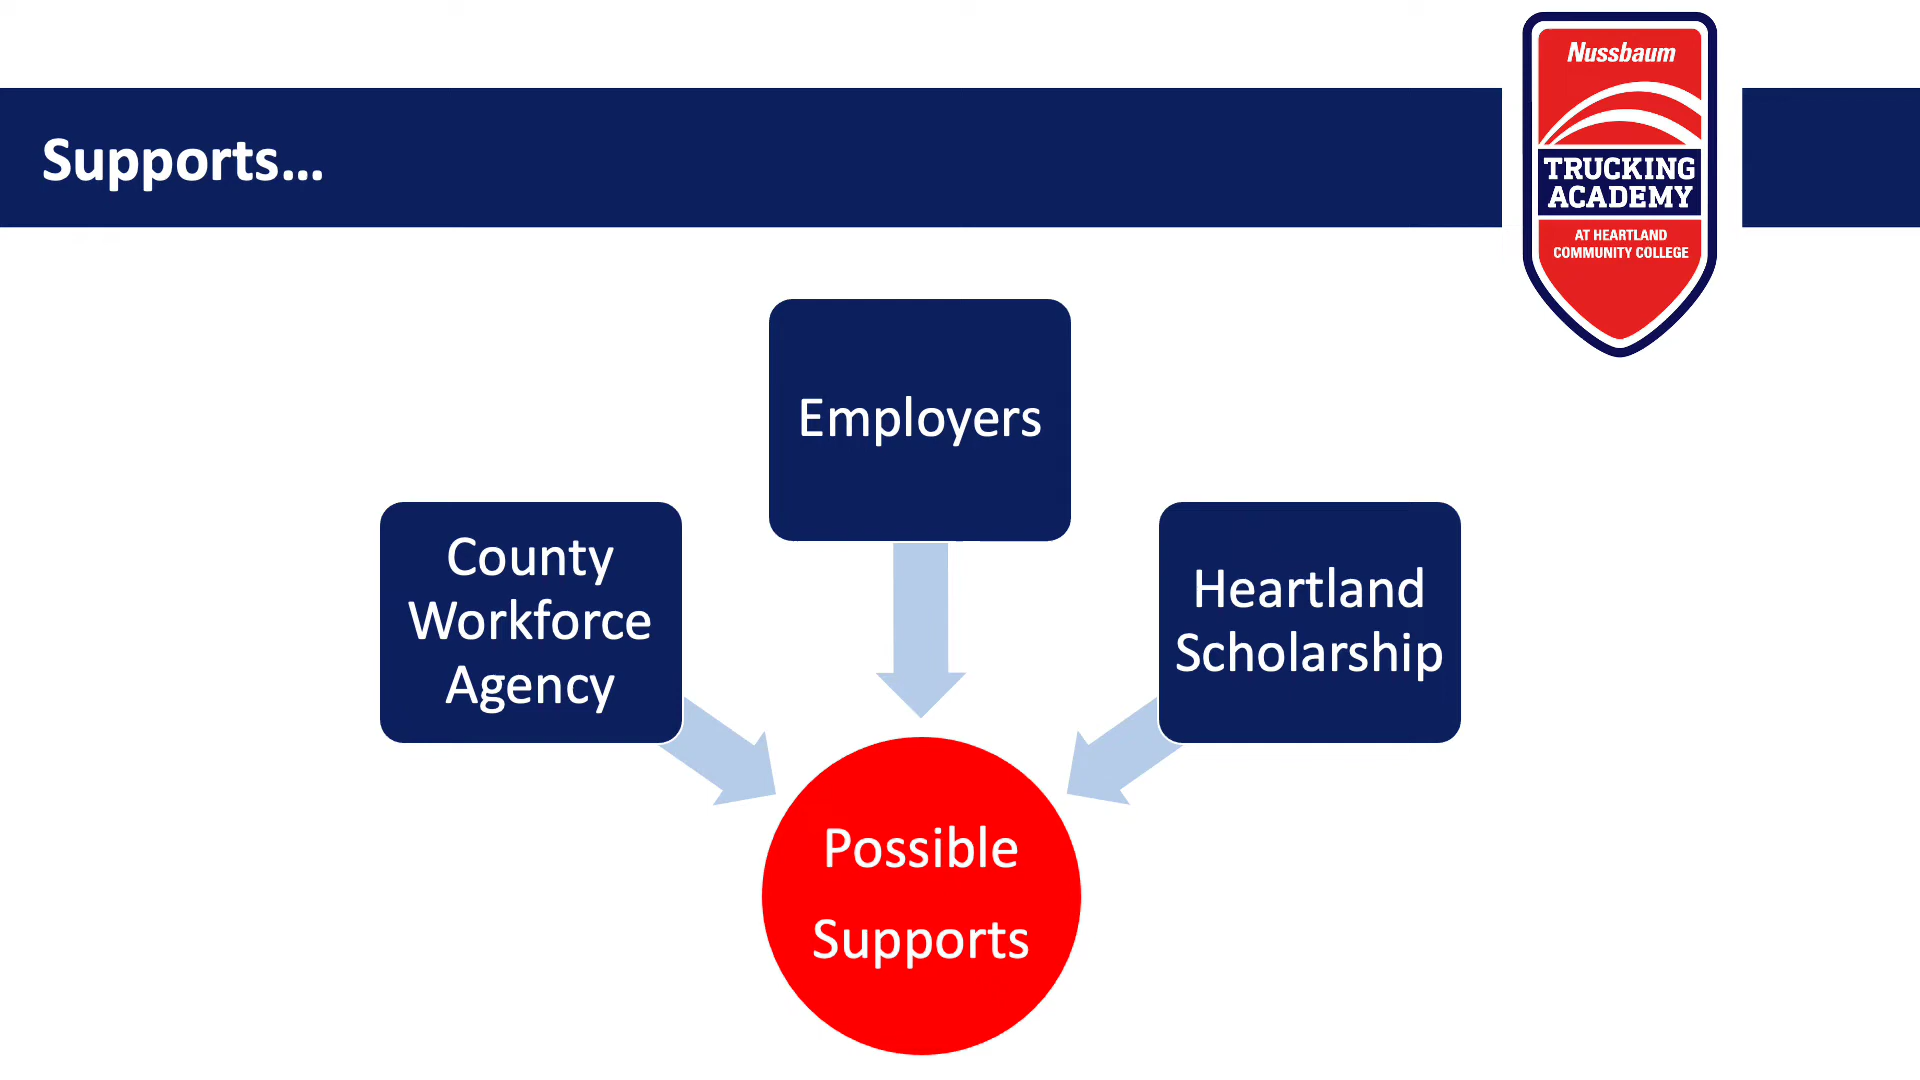 Supports...
Nussbaum
TRUCKING
ACADEMY
AT HEARTLAND
COMMUNITY COLLEGE
Employers
County
Workforce
Agency
Heartland
Scholarship
Possible
Supports